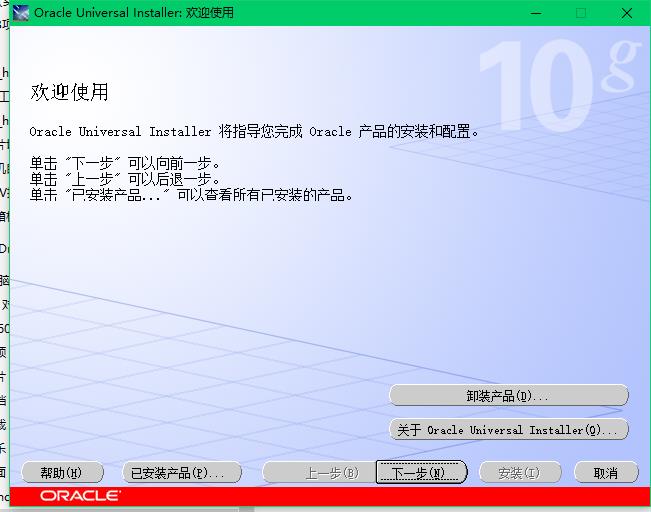 Oracle Universal Installer: 欢迎使用
10g
欢迎使用
Oracle Universal Installer 将指导您完成 Oracle 产品的安装和配置。
单击 "下一步" 可以向前一步。
单击 "上一步" 可以后退一步。
单击 "已安装产品..." 可以查看所有已安装的产品。
卸装产品(D)...
关于 Oracle Universal Installer(O)...
帮助(H) 已安装产品(P)... 上一步(B) 下一步(N) 安装(I) 取消
ORACLE